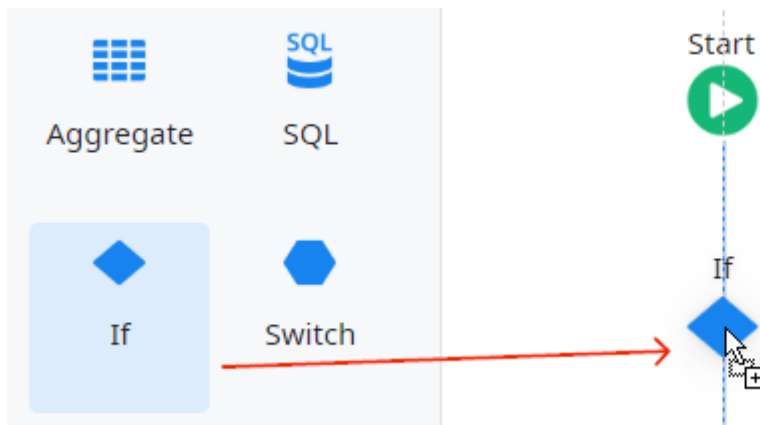 SQL
Aggregate
SQL
If
Switch
Start
If